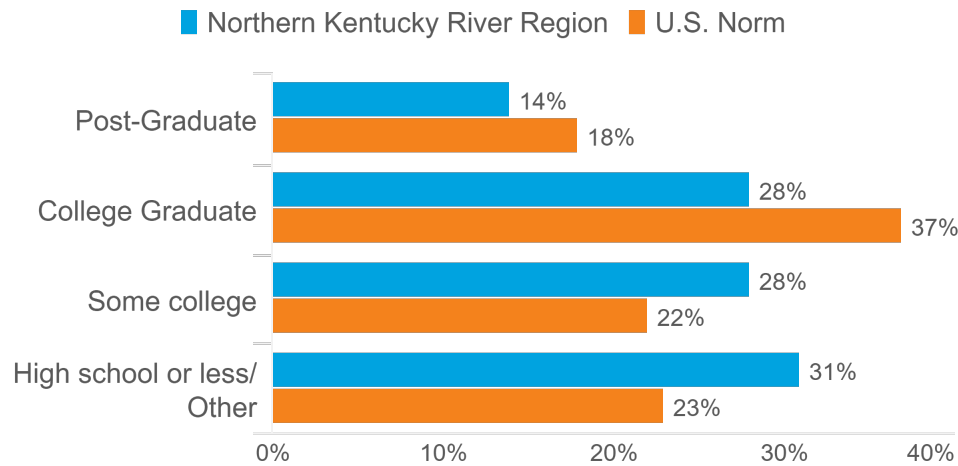 Northern Kentucky River Region U.S. Norm
Post-Graduate
14%
18%
College Graduate
28%
37%
Some college
28%
22%
High school or less/
Other
31%
23%
0% 10% 20% 30% 40%